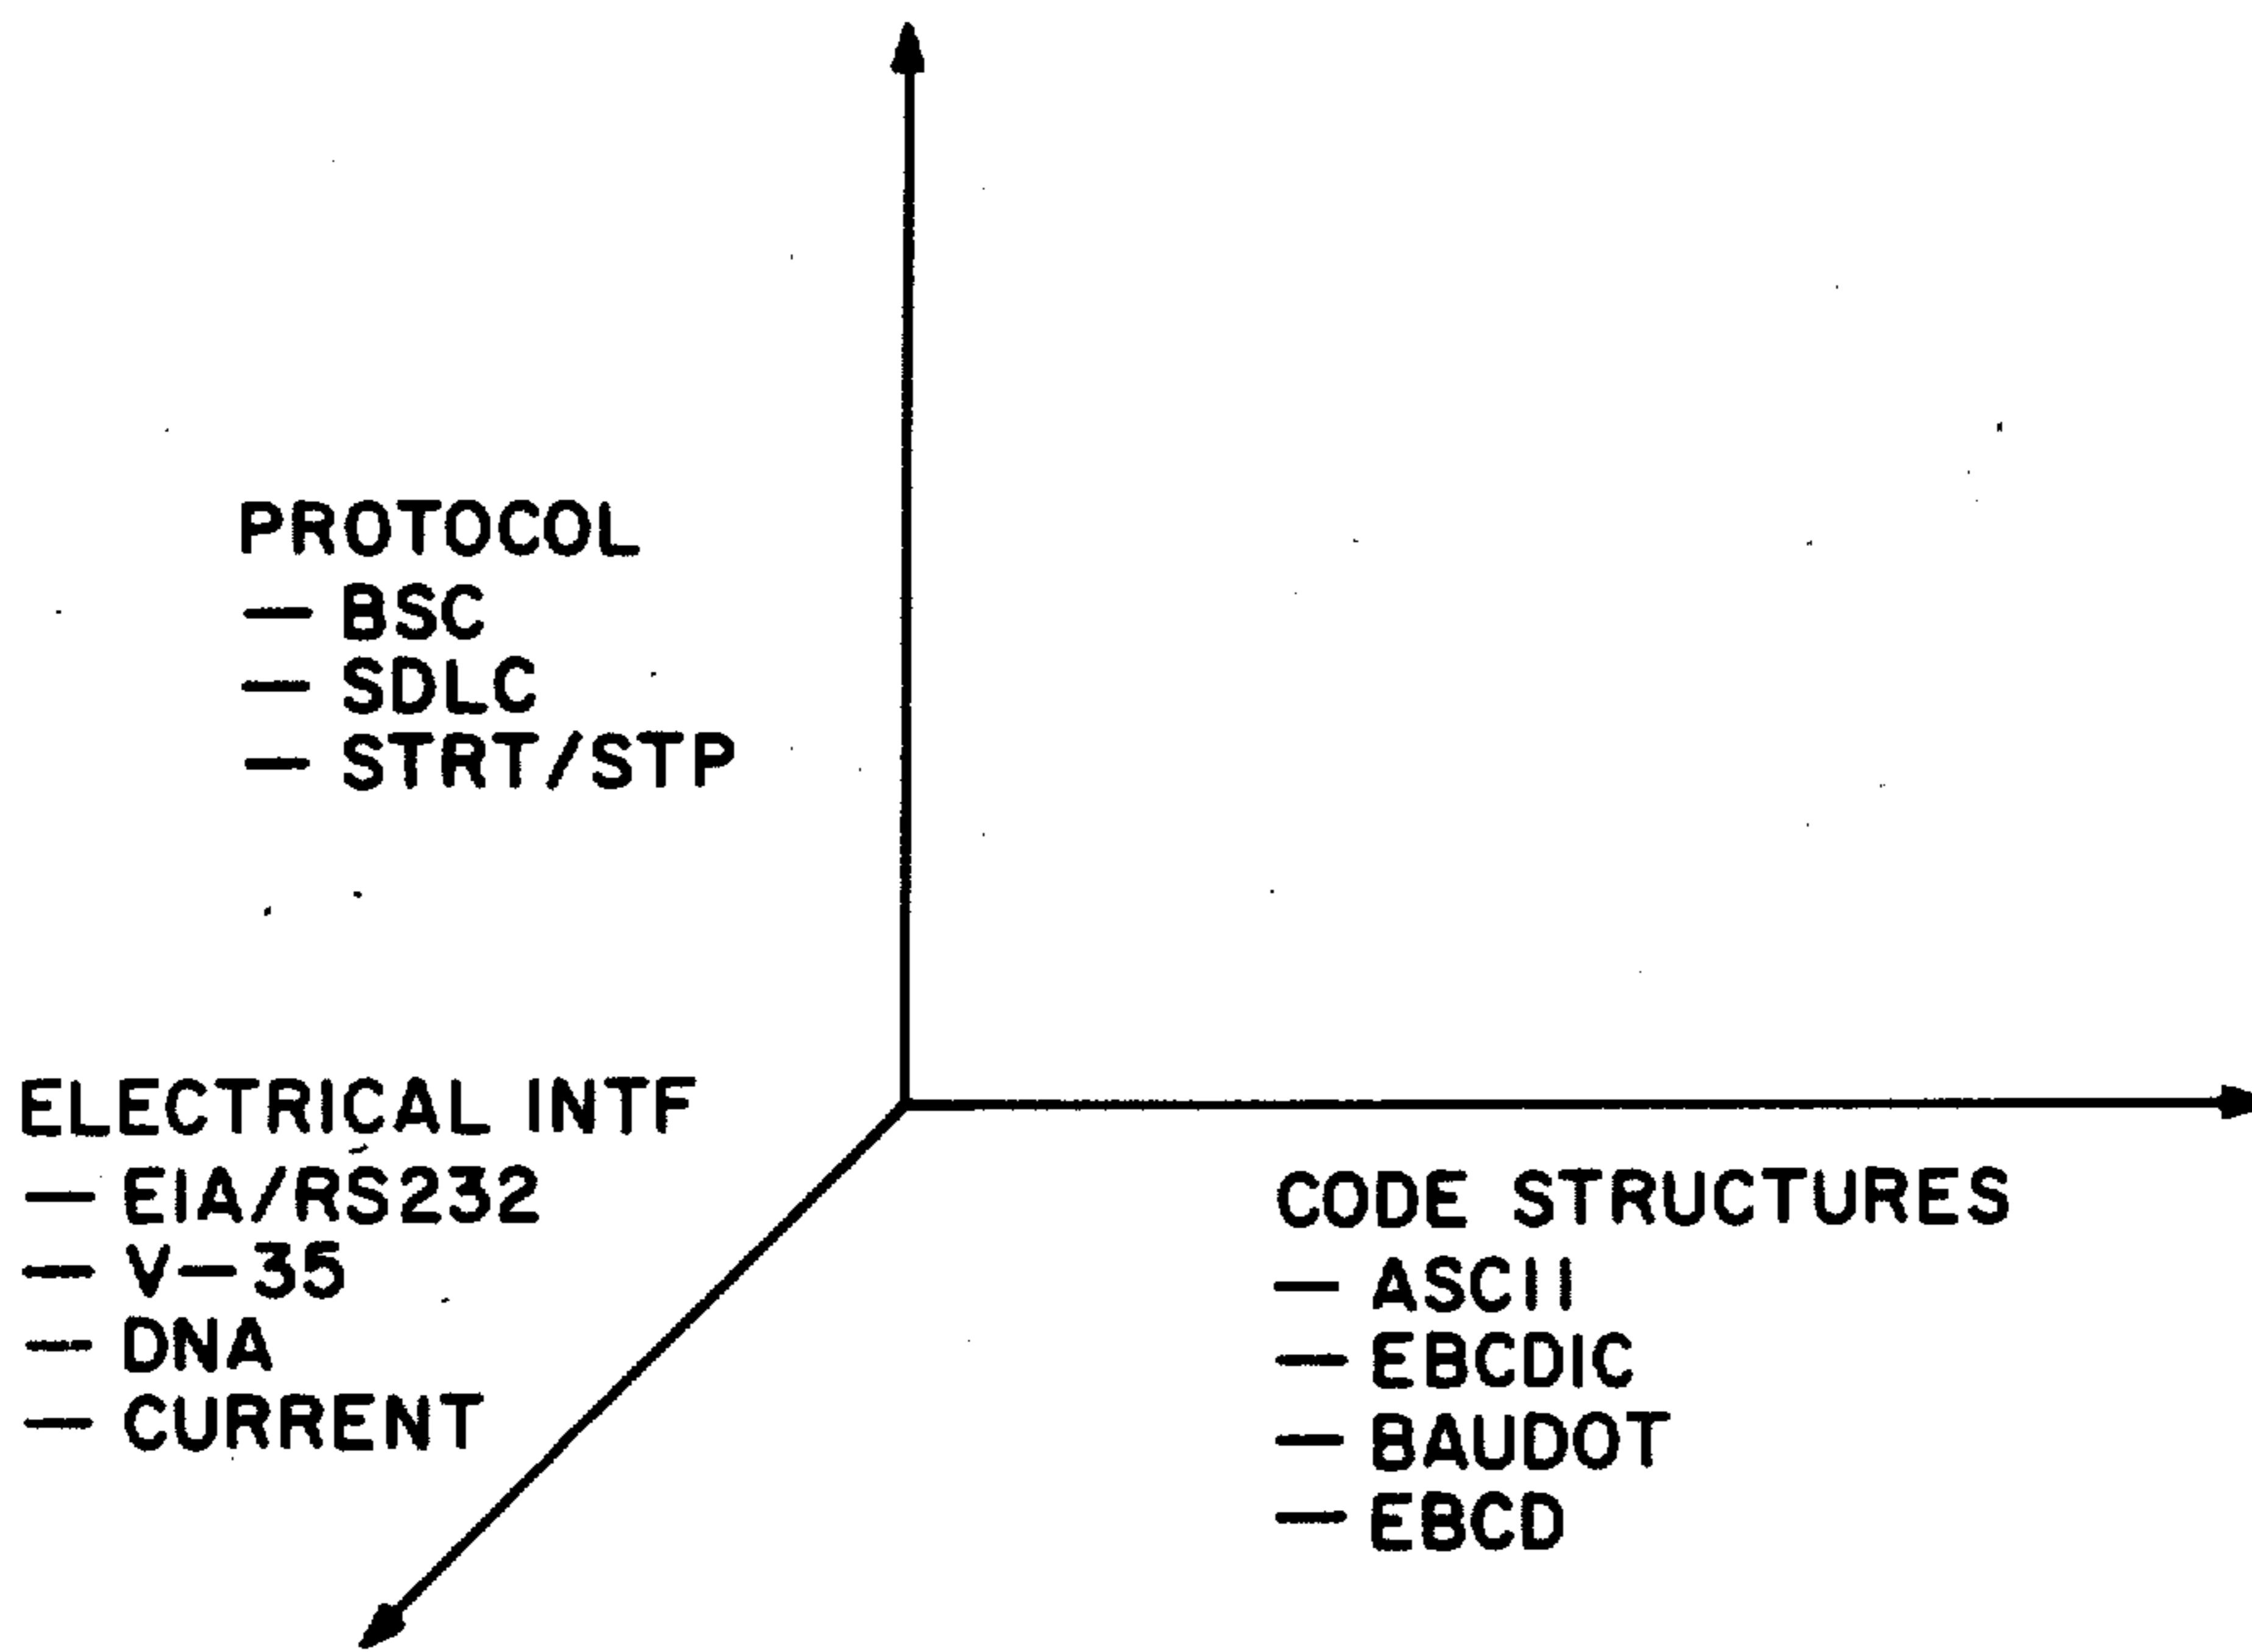 PROTOCOL
— BSC
— SDLC
— STRT/STP
ELECTRICAL INTF
— EIA/RS232
— V—35
— DNA
— CURRENT
CODE STRUCTURES
— ASCII
— EBCDIC
— BAUDOT
— EBCD